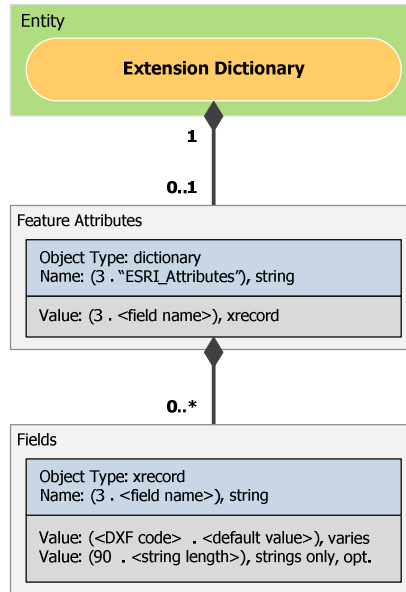 Entity
Extension Dictionary
1
0..1
Feature Attributes
Object Type: dictionary
Name: (3 . “ESRI_Attributes”), string
Value: (3 . <field name>), xrecord
0..*
Fields
Object Type: xrecord
Name: (3 . <field name>), string
Value: (<DXF code> . <default value>), varies
Value: (90 . <string length>), strings only, opt.